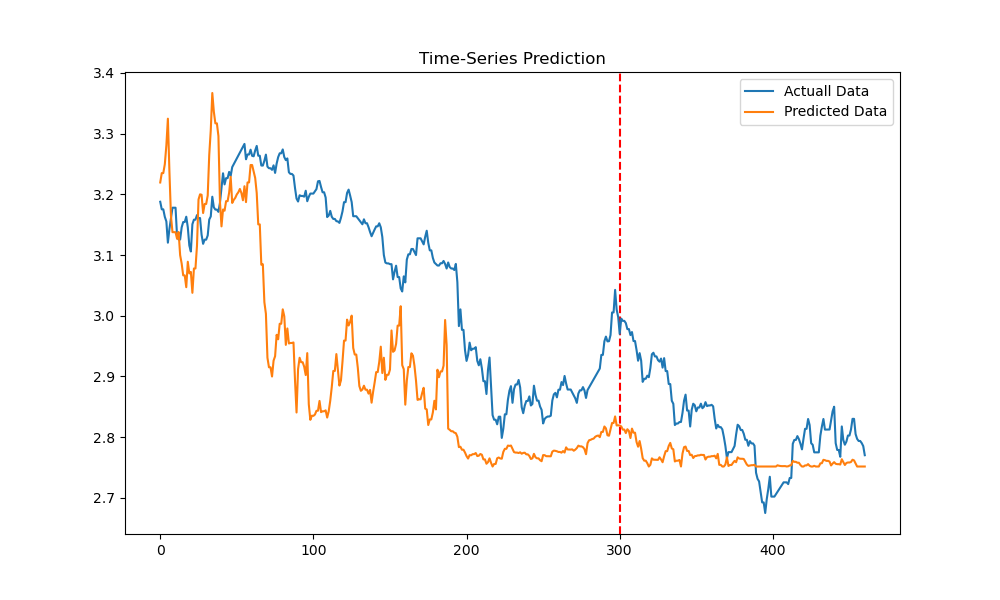 Time-Series Prediction
Actuall Data
Predicted Data
3.4
3.3
3.2
3.1
3.0
2.9
2.8
2.7
0 100 200 300 400